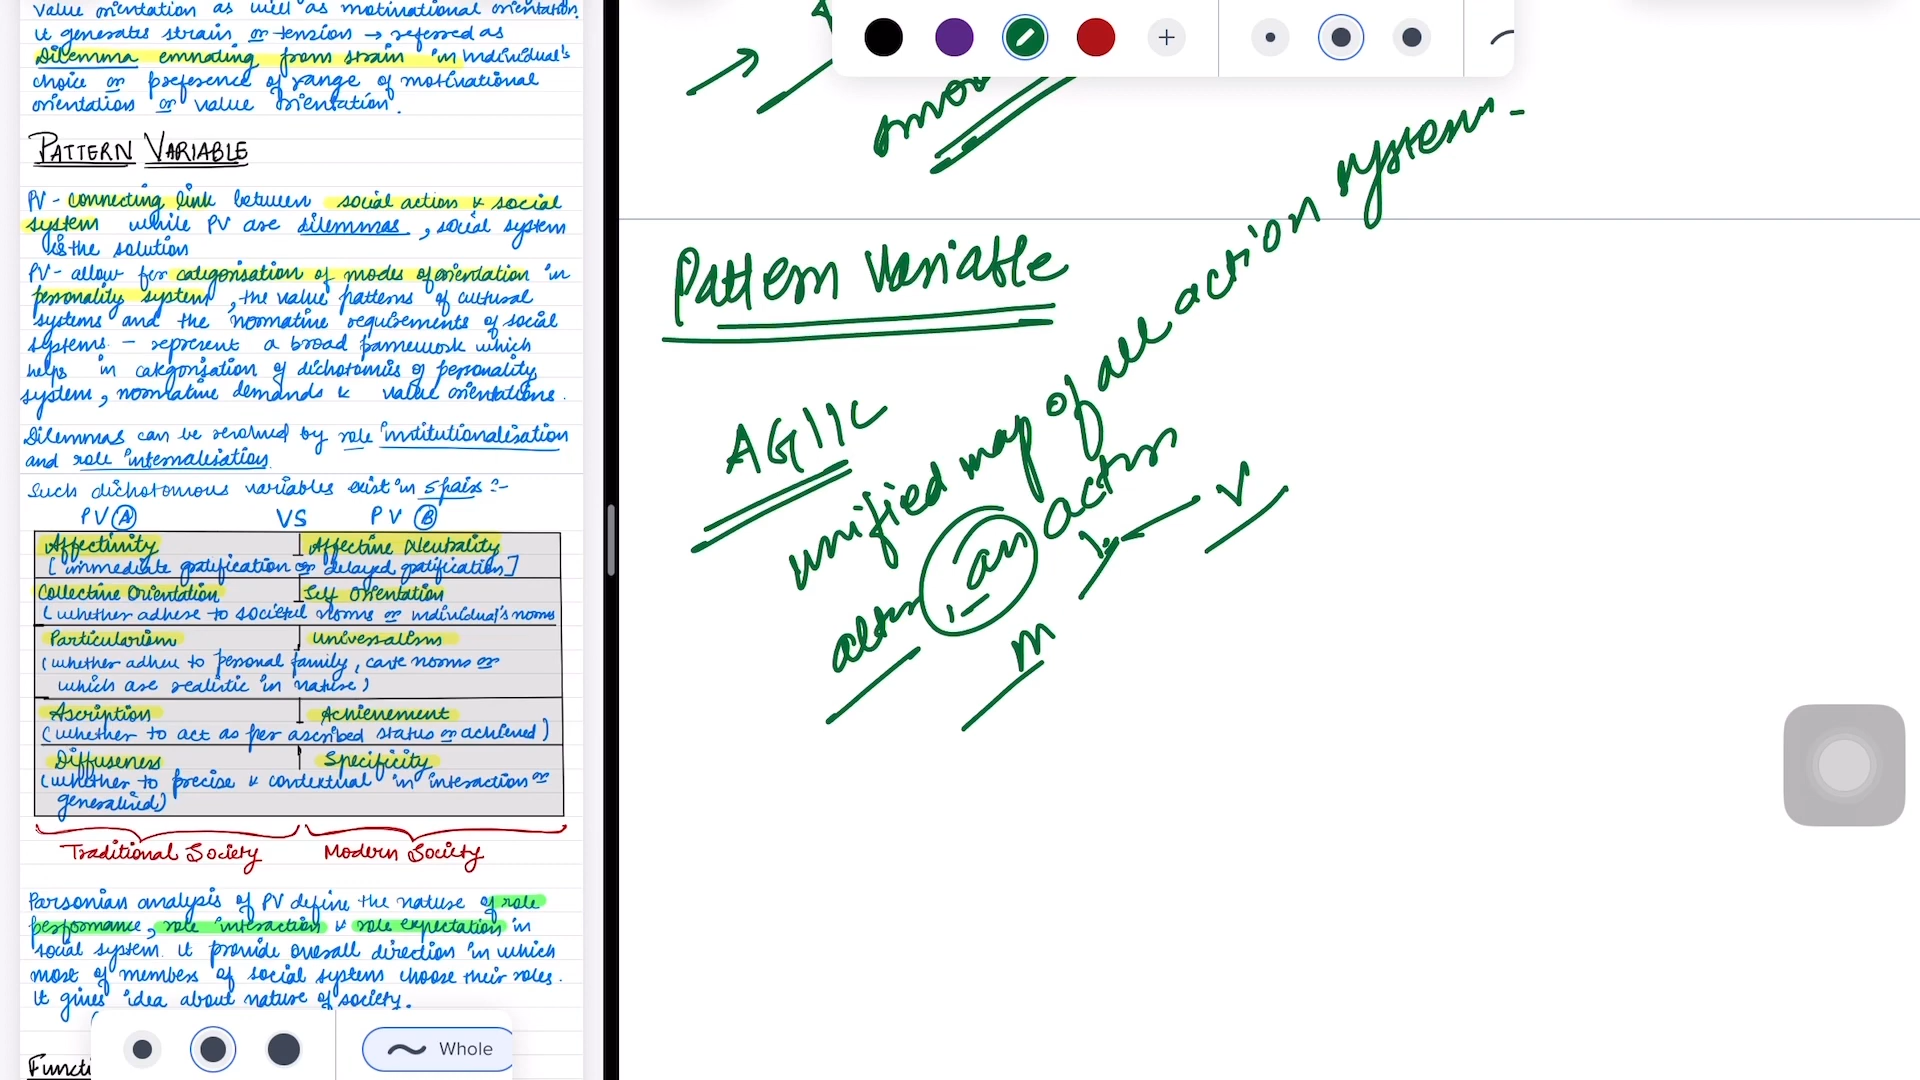 value orientation as well as motivational orientation.
it generates strain or tension → referred as
Dilemma emnating from strain in individual's
choice or preference of range of motivational
orientation or value orientation.
PATTERN VARIABLE
PV - connecting link between social action & social
system while PV are dilemmas, social system
is the solution
PV - allow for categorisation of modes of orientation in
personality system, the value patterns of cultural
systems and the normative requirements of social
systems. - represent a broad framework which
helps in categorisation of dichotomies of personality
system, normative demands & value orientations.
Dilemmas can be resolved by role institutionalisation
and role internalisation.
Such dichotomous variables exist in 5 pairs :-
PV A VS PV B
Affectivity Affective Neutrality
[immediate gratification or delayed gratification]
Collective Orientation Self Orientation
(whether adhere to societal norms or individual's norms
Particularism Universalism
(whether adhere to personal family, caste norms or
which are realistic in nature)
Ascription Achievement
(whether to act as per ascribed status or achieved)
Diffuseness Specificity
(whether to precise & contextual in interaction or
generalised)
Traditional Society Modern Society
Parsonian analysis of PV define the nature of role
performance, role interaction & role expectation in
social system. it provide overall direction in which
most of members of social system choose their roles.
It gives idea about nature of society.
Functi
Whole
Pattern Variable
AGIL
unified map of all action system.
an actor
V
M